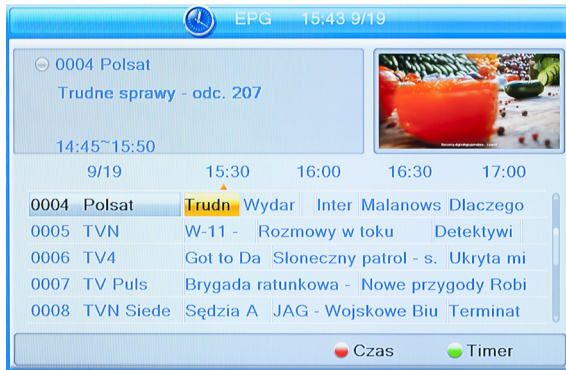 EPG 15:43 9/19
0004 Polsat
Trudne sprawy - odc. 207
14:45~15:50
9/19 15:30 16:00 16:30 17:00
0004 Polsat Trudn Wydar Inter Malanows Dlaczego
0005 TVN W-11 - Rozmowy w toku Detektywi
0006 TV4 Got to Da Słoneczny patrol - s. Ukryta mi
0007 TV Puls Brygada ratunkowa - Nowe przygody Robi
0008 TVN Siede Sędzia A JAG - Wojskowe Biu Terminat
Czas Timer